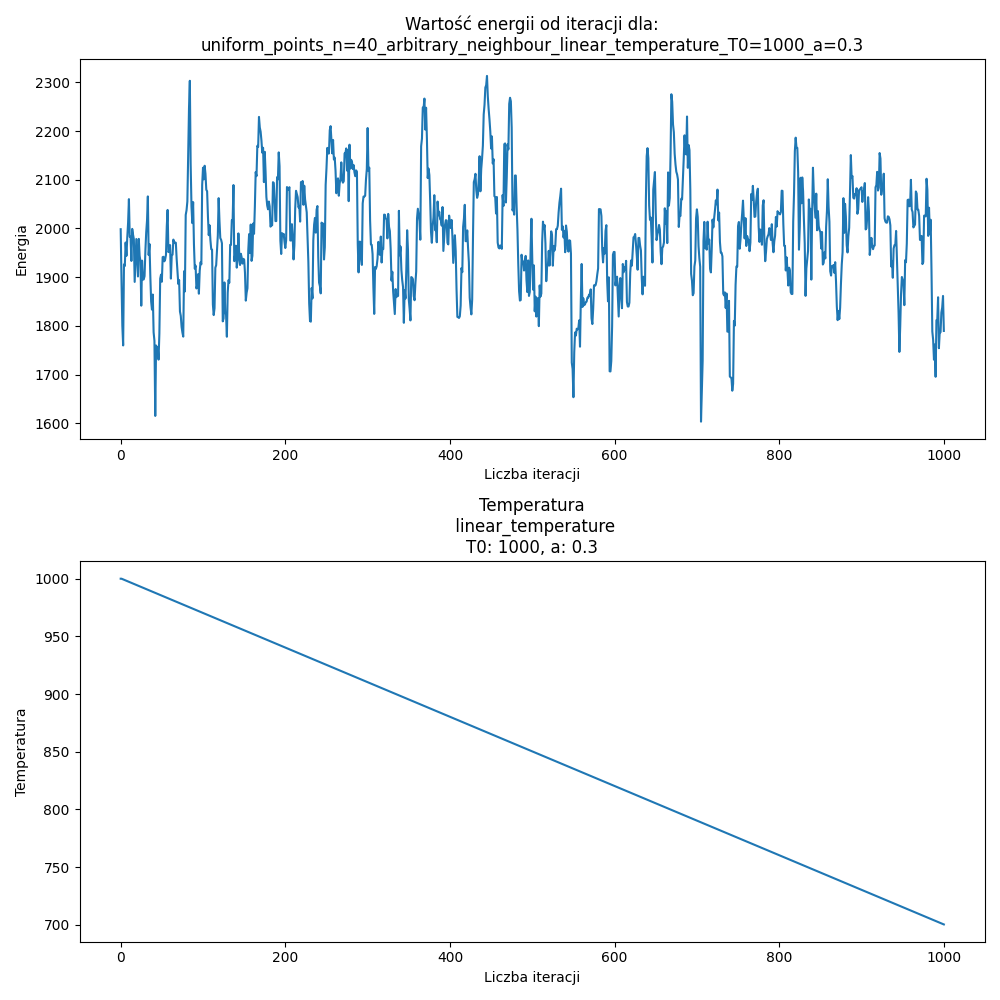 Wartość energii od iteracji dla:
uniform_points_n=40_arbitrary_neighbour_linear_temperature_T0=1000_a=0.3
2300
2200
2100
2000
1900
1800
1700
1600
Energia
0 200 400 600 800 1000
Liczba iteracji
Temperatura
linear_temperature
T0: 1000, a: 0.3
1000
950
900
850
800
750
700
Temperatura
0 200 400 600 800 1000
Liczba iteracji